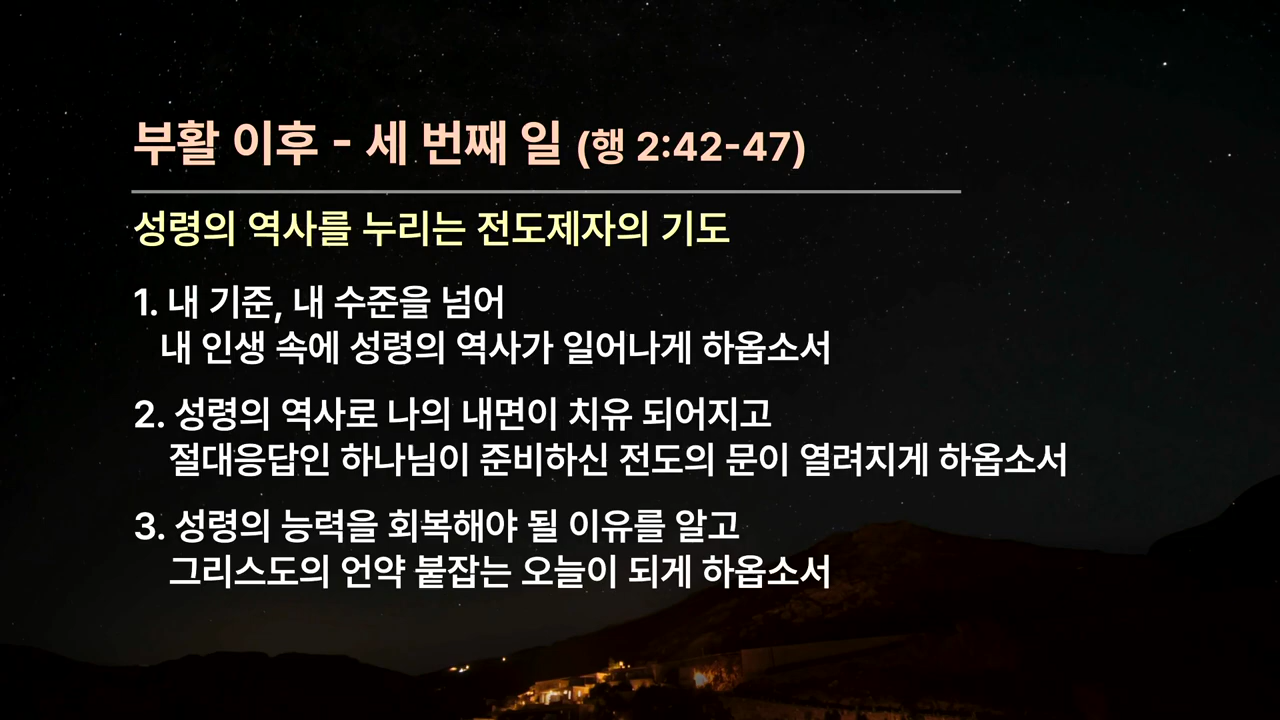 부활 이후 - 세 번째 일 (행 2:42-47)
성령의 역사를 누리는 전도제자의 기도
1. 내 기준, 내 수준을 넘어
내 인생 속에 성령의 역사가 일어나게 하옵소서
2. 성령의 역사로 나의 내면이 치유 되어지고
절대응답인 하나님이 준비하신 전도의 문이 열려지게 하옵소서
3. 성령의 능력을 회복해야 될 이유를 알고
그리스도의 언약 붙잡는 오늘이 되게 하옵소서